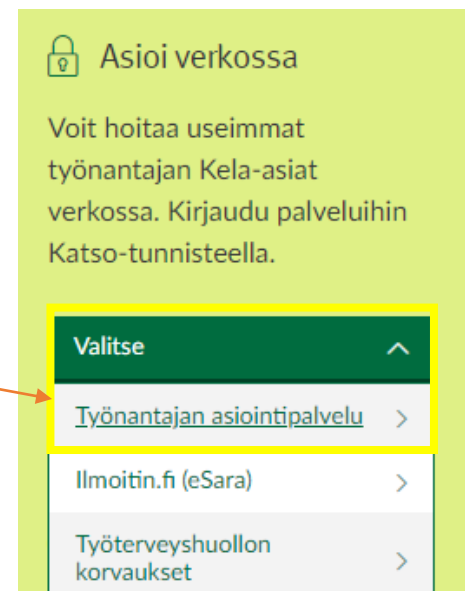 Asioi verkossa
Voit hoitaa useimmat
työnantajan Kela-asiat
verkossa. Kirjaudu palveluihin
Katso-tunnisteella.
Valitse
Työnantajan asiointipalvelu
Ilmoitin.fi (eSara)
Työterveyshuollon
korvaukset